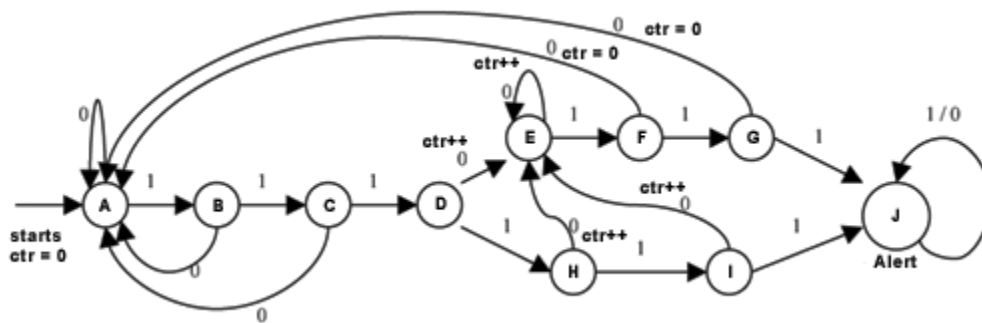 0 ctr = 0
0 ctr = 0
ctr++
0
0
1
1
E
F
G
1
1 / 0
ctr++
0
ctr++
0
1
1
1
A
B
C
D
J
starts
ctr = 0
1
0
ctr++
1
1
Alert
0
H
I
0